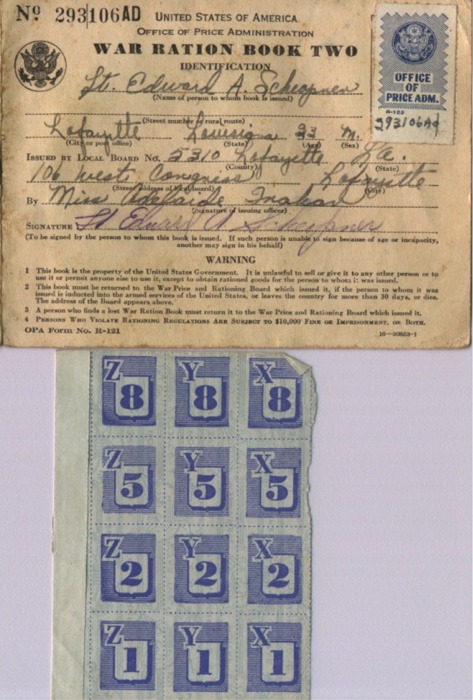 Nº 293106AD UNITED STATES OF AMERICA
OFFICE OF PRICE ADMINISTRATION
WAR RATION BOOK TWO
IDENTIFICATION
OFFICE
OF
PRICE ADM.
R-123
293106Ad
Lt. Edward A. Scheopner
(Name of person to whom book is issued)
(Street number or rural route)
Lafayette Louisiana 33 M.
(City or post office) (State) (Age) (Sex)
ISSUED BY LOCAL BOARD No. 5510 Lafayette La.
(County) (State)
106 West Congress Lafayette
(Street address of local board) (City)
By Miss Adelaide
(Signature of issuing officer)
SIGNATURE Lt Edward A Scheopner
(To be signed by the person to whom this book is issued. If such person is unable to sign because of age or incapacity, another may sign in his behalf)
WARNING
1 This book is the property of the United States Government. It is unlawful to sell or give it to any other person or to
use it or permit anyone else to use it, except to obtain rationed goods for the person to whom it was issued.
2 This book must be returned to the War Price and Rationing Board which issued it, if the person to whom it was
issued is inducted into the armed services of the United States, or leaves the country for more than 30 days, or dies.
The address of the Board appears above.
3 A person who finds a lost War Ration Book must return it to the War Price and Rationing Board which issued it.
4 PERSONS WHO VIOLATE RATIONING REGULATIONS ARE SUBJECT TO $10,000 FINE OR IMPRISONMENT, OR BOTH.
OPA Form No. R-121
16-30853-1
Z 8 Y 8 X 8
Z 5 Y 5 X 5
Z 2 Y 2 X 2
Z 1 Y 1 X 1